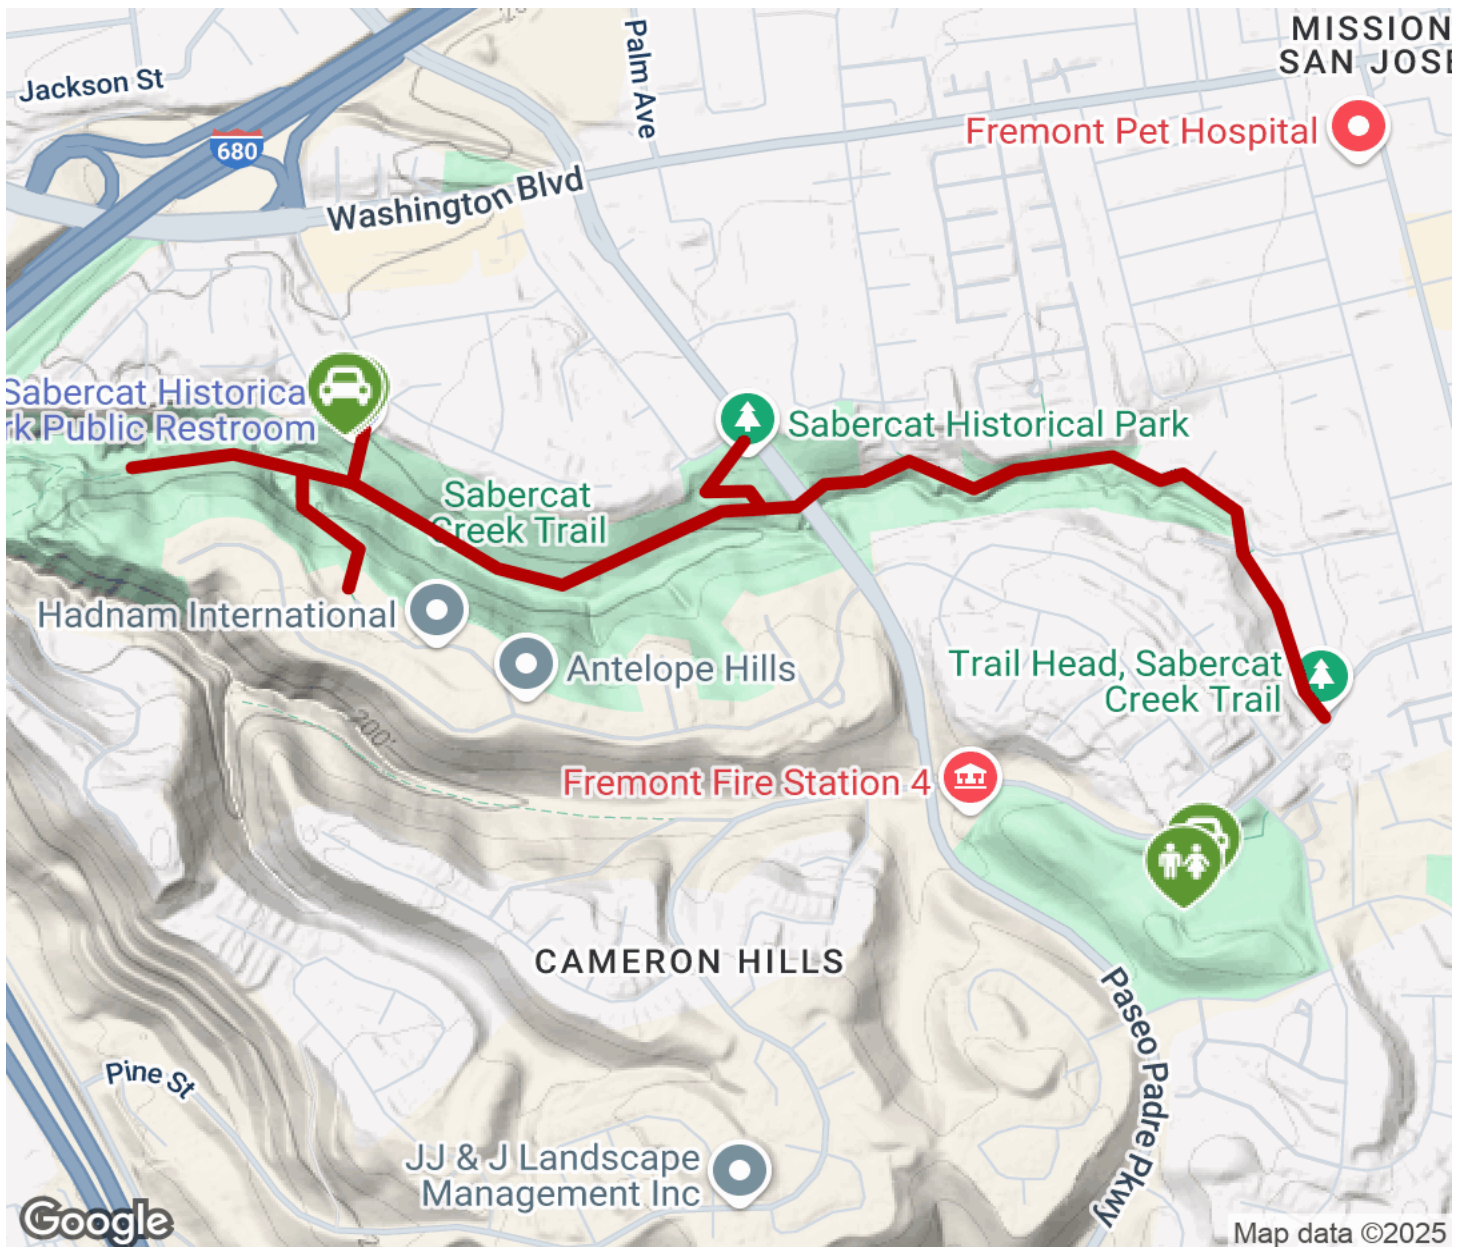 MISSION
SAN JOSE
Jackson St
Palm Ave
680
Fremont Pet Hospital
Washington Blvd
Sabercat Historica
rk Public Restroom
Sabercat Historical Park
Sabercat
Creek Trail
Hadnam International
Antelope Hills
Trail Head, Sabercat
Creek Trail
200'
Fremont Fire Station 4
CAMERON HILLS
Paseo Padre Pkwy
Pine St
JJ & J Landscape
Management Inc
Google
Map data ©2025